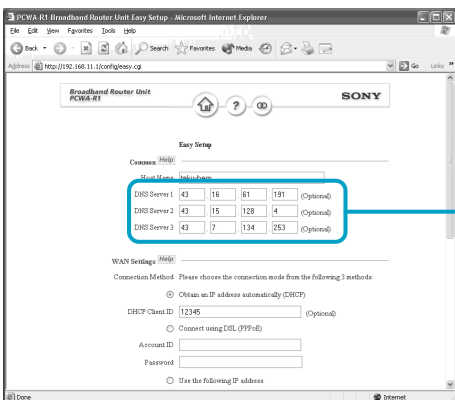 PCWA-R1 Broadband Router Unit Easy Setup - Microsoft Internet Explorer
File Edit View Favorites Tools Help
Back Search Favorites Media
Address http://192.168.11.1/config/easy.cgi Go Links »
Broadband Router Unit
PCWA-R1
?
SONY
Easy Setup
Common Help
Host Name
DNS Server 1 43 . 16 . 61 . 191 (Optional)
DNS Server 2 43 . 15 . 128 . 4 (Optional)
DNS Server 3 43 . 7 . 134 . 253 (Optional)
WAN Settings Help
Connection Method Please choose the connection mode from the following 3 methods.
Obtain an IP address automatically (DHCP)
DHCP Client ID 12345 (Optional)
Connect using DSL (PPPoE)
Account ID
Password
Use the following IP address
Done Internet